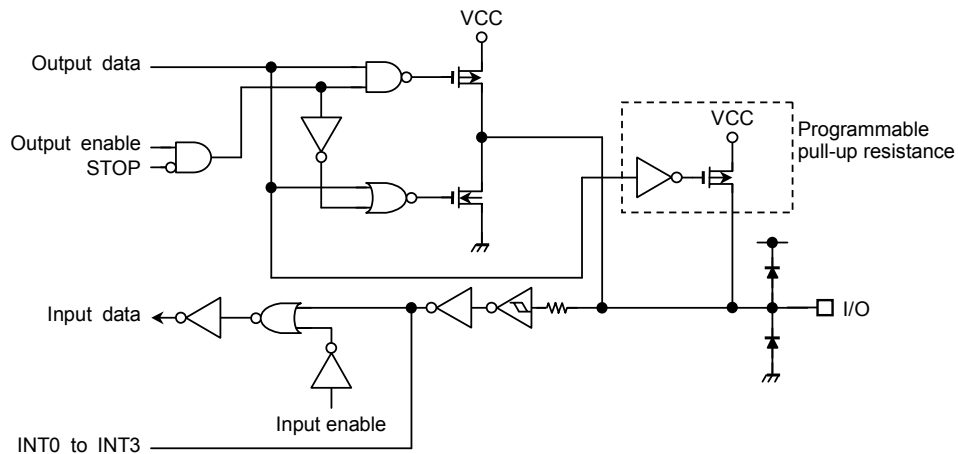 VCC
Output data
VCC
Programmable
pull-up resistance
Output enable
STOP
Input data
I/O
Input enable
INT0 to INT3